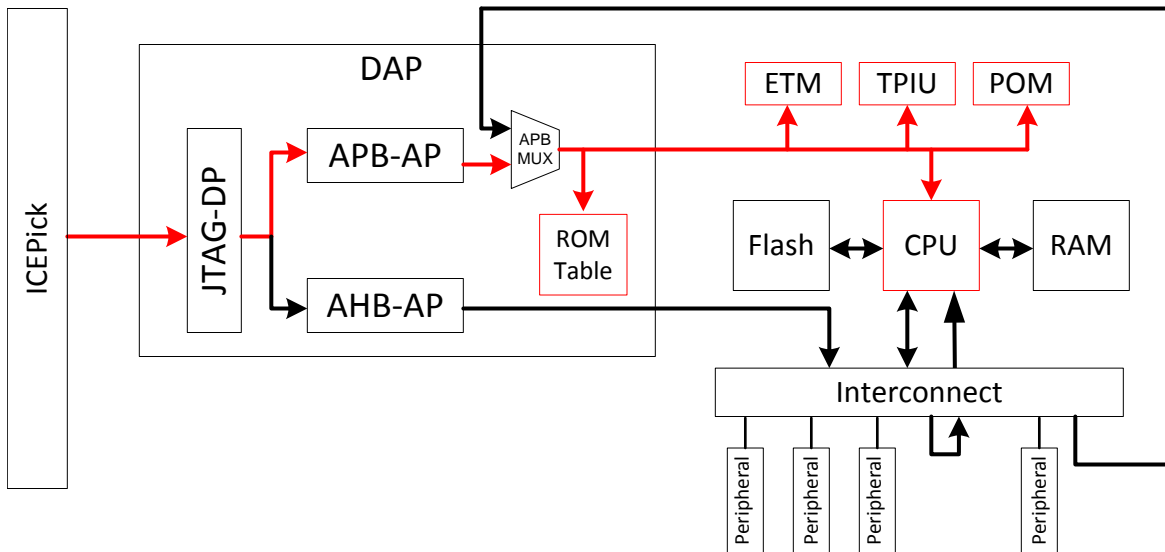 ICEPick
DAP
JTAG-DP
APB-AP
AHB-AP
APB
MUX
ROM
Table
ETM
TPIU
POM
Flash
CPU
RAM
Interconnect
Peripheral
Peripheral
Peripheral
Peripheral